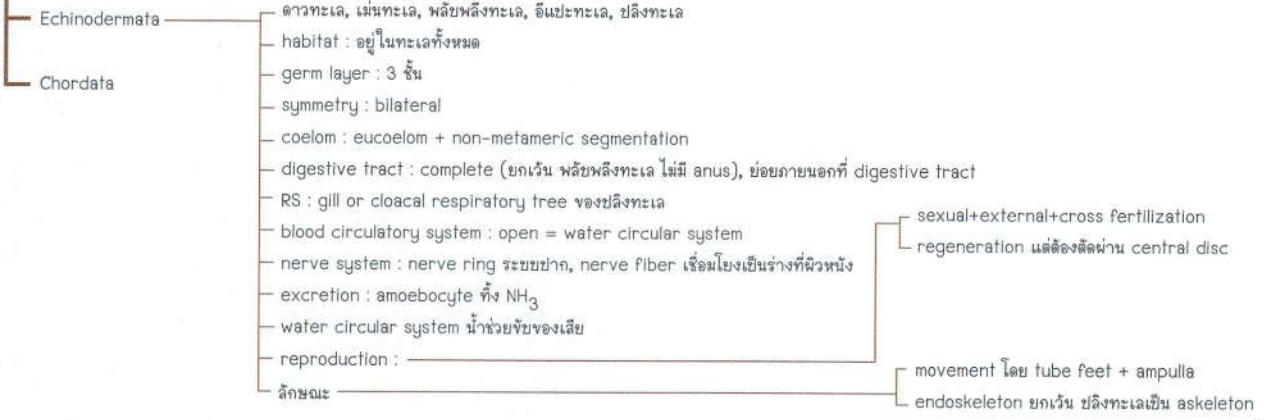 Echinodermata
ดาวทะเล, เม่นทะเล, พลับพลึงทะเล, อีแปะทะเล, ปลิงทะเล
habitat : อยู่ในทะเลทั้งหมด
Chordata
germ layer : 3 ชั้น
symmetry : bilateral
coelom : eucoelom + non-metameric segmentation
digestive tract : complete (ยกเว้น พลับพลึงทะเล ไม่มี anus), ย่อยภายนอกที่ digestive tract
RS : gill or cloacal respiratory tree ของปลิงทะเล
blood circulatory system : open = water circular system
nerve system : nerve ring ระบบปาก, nerve fiber เชื่อมโยงเป็นร่างที่ผิวหนัง
excretion : amoebocyte ทิ้ง NH₃
water circular system น้ำช่วยขับของเสีย
reproduction :
sexual+external+cross fertilization
regeneration แต่ต้องตัดผ่าน central disc
ลักษณะ
movement โดย tube feet + ampulla
endoskeleton ยกเว้น ปลิงทะเลเป็น askeleton